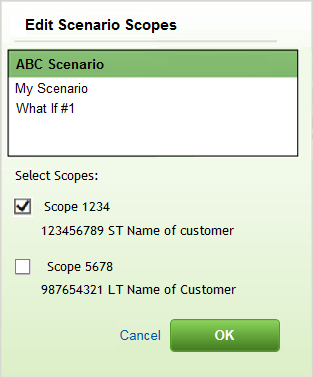 Edit Scenario Scopes
ABC Scenario
My Scenario
What If #1
Select Scopes:
Scope 1234
123456789 ST Name of customer
Scope 5678
987654321 LT Name of Customer
Cancel OK